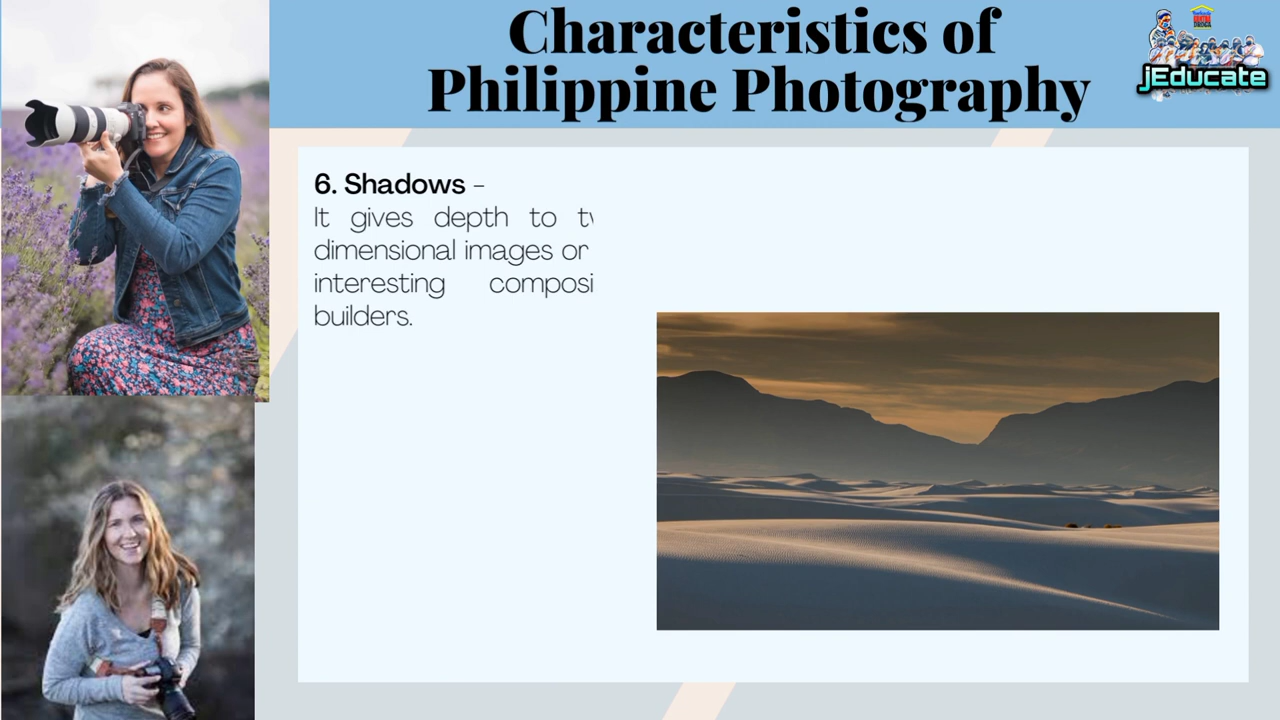 Characteristics of
Philippine Photography
jEducate
6. Shadows –
It gives depth to
dimensional images or
interesting
builders.